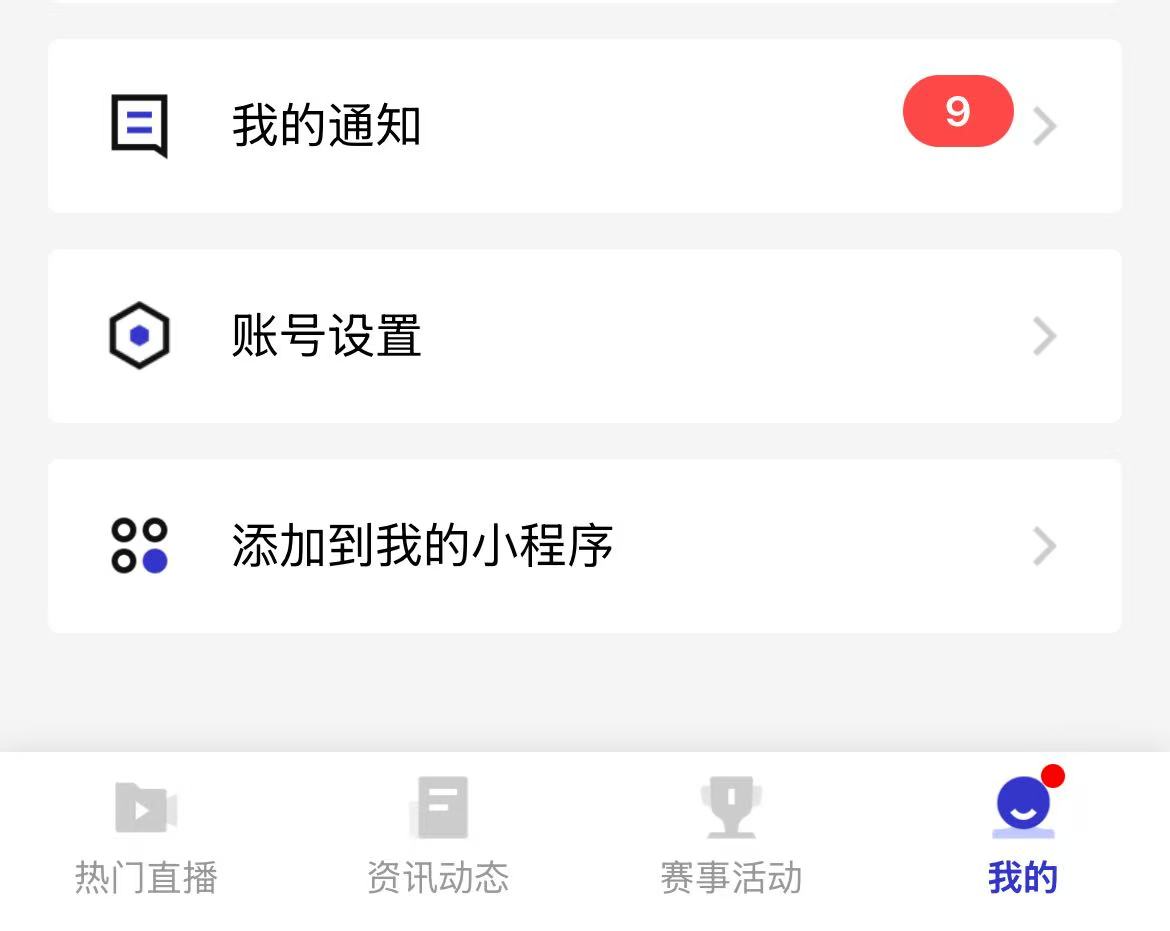 我的通知
9
账号设置
添加到我的小程序
热门直播
资讯动态
赛事活动
我的